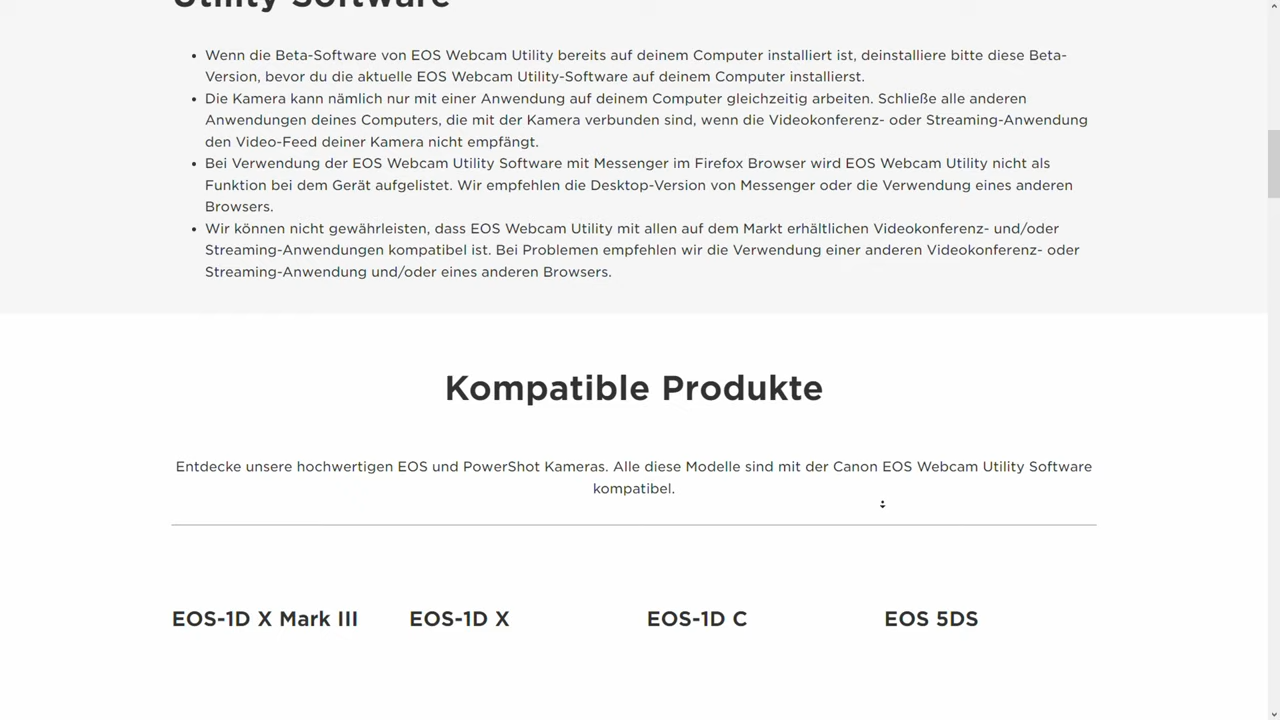 Utility Software
• Wenn die Beta-Software von EOS Webcam Utility bereits auf deinem Computer installiert ist, deinstalliere bitte diese Beta-
Version, bevor du die aktuelle EOS Webcam Utility-Software auf deinem Computer installierst.
• Die Kamera kann nämlich nur mit einer Anwendung auf deinem Computer gleichzeitig arbeiten. Schließe alle anderen
Anwendungen deines Computers, die mit der Kamera verbunden sind, wenn die Videokonferenz- oder Streaming-Anwendung
den Video-Feed deiner Kamera nicht empfängt.
• Bei Verwendung der EOS Webcam Utility Software mit Messenger im Firefox Browser wird EOS Webcam Utility nicht als
Funktion bei dem Gerät aufgelistet. Wir empfehlen die Desktop-Version von Messenger oder die Verwendung eines anderen
Browsers.
• Wir können nicht gewährleisten, dass EOS Webcam Utility mit allen auf dem Markt erhältlichen Videokonferenz- und/oder
Streaming-Anwendungen kompatibel ist. Bei Problemen empfehlen wir die Verwendung einer anderen Videokonferenz- oder
Streaming-Anwendung und/oder eines anderen Browsers.
Kompatible Produkte
Entdecke unsere hochwertigen EOS und PowerShot Kameras. Alle diese Modelle sind mit der Canon EOS Webcam Utility Software
kompatibel.
EOS-1D X Mark III EOS-1D X EOS-1D C EOS 5DS